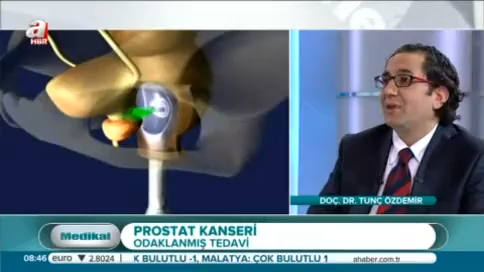 a
HBR
DOÇ. DR. TUNÇ ÖZDEMİR
Medikal
PROSTAT KANSERİ
ODAKLANMIŞ TEDAVİ
08:46 euro ▼ 2.8024 K BULUTLU -1, MALATYA: ÇOK BULUTLU 1 ahaber.com.tr